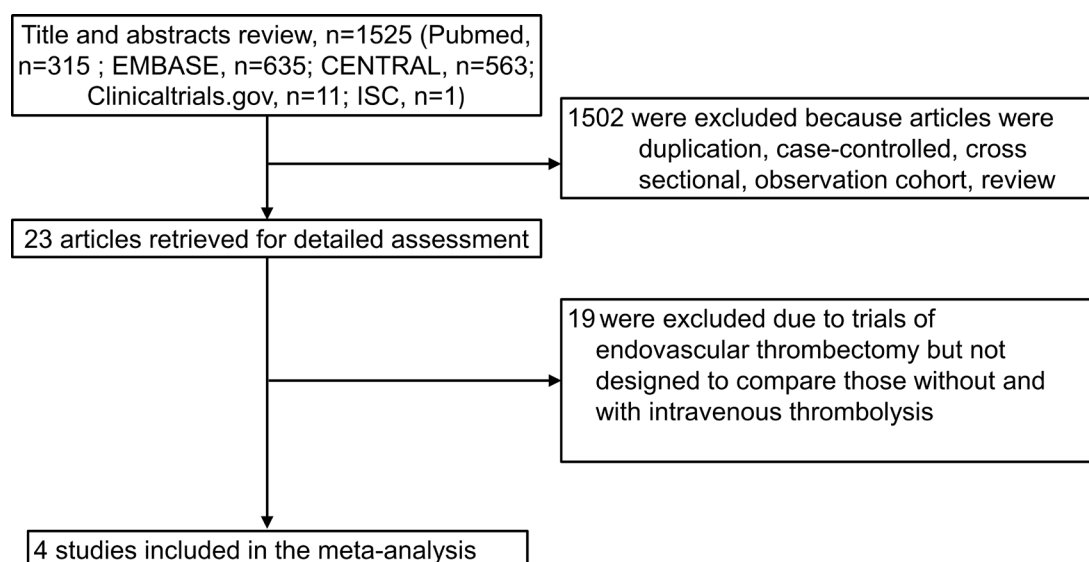 Title and abstracts review, n=1525 (Pubmed,
n=315 ; EMBASE, n=635; CENTRAL, n=563;
Clinicaltrials.gov, n=11; ISC, n=1)
1502 were excluded because articles were
duplication, case-controlled, cross
sectional, observation cohort, review
23 articles retrieved for detailed assessment
19 were excluded due to trials of
endovascular thrombectomy but not
designed to compare those without and
with intravenous thrombolysis
4 studies included in the meta-analysis